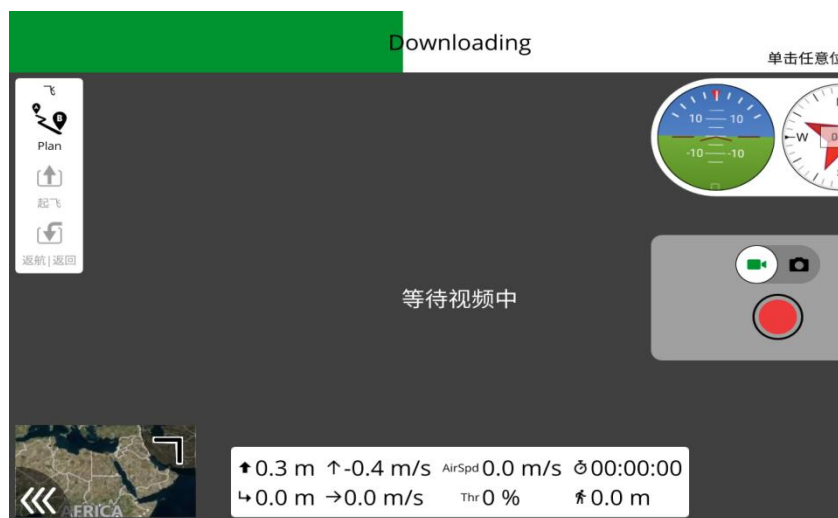 Downloading
单击任意位
飞
Plan
起飞
返航|返回
10 10
-10 -10
W
等待视频中
0.3 m -0.4 m/s AirSpd 0.0 m/s 00:00:00
0.0 m 0.0 m/s Thr 0 % 0.0 m
AFRICA